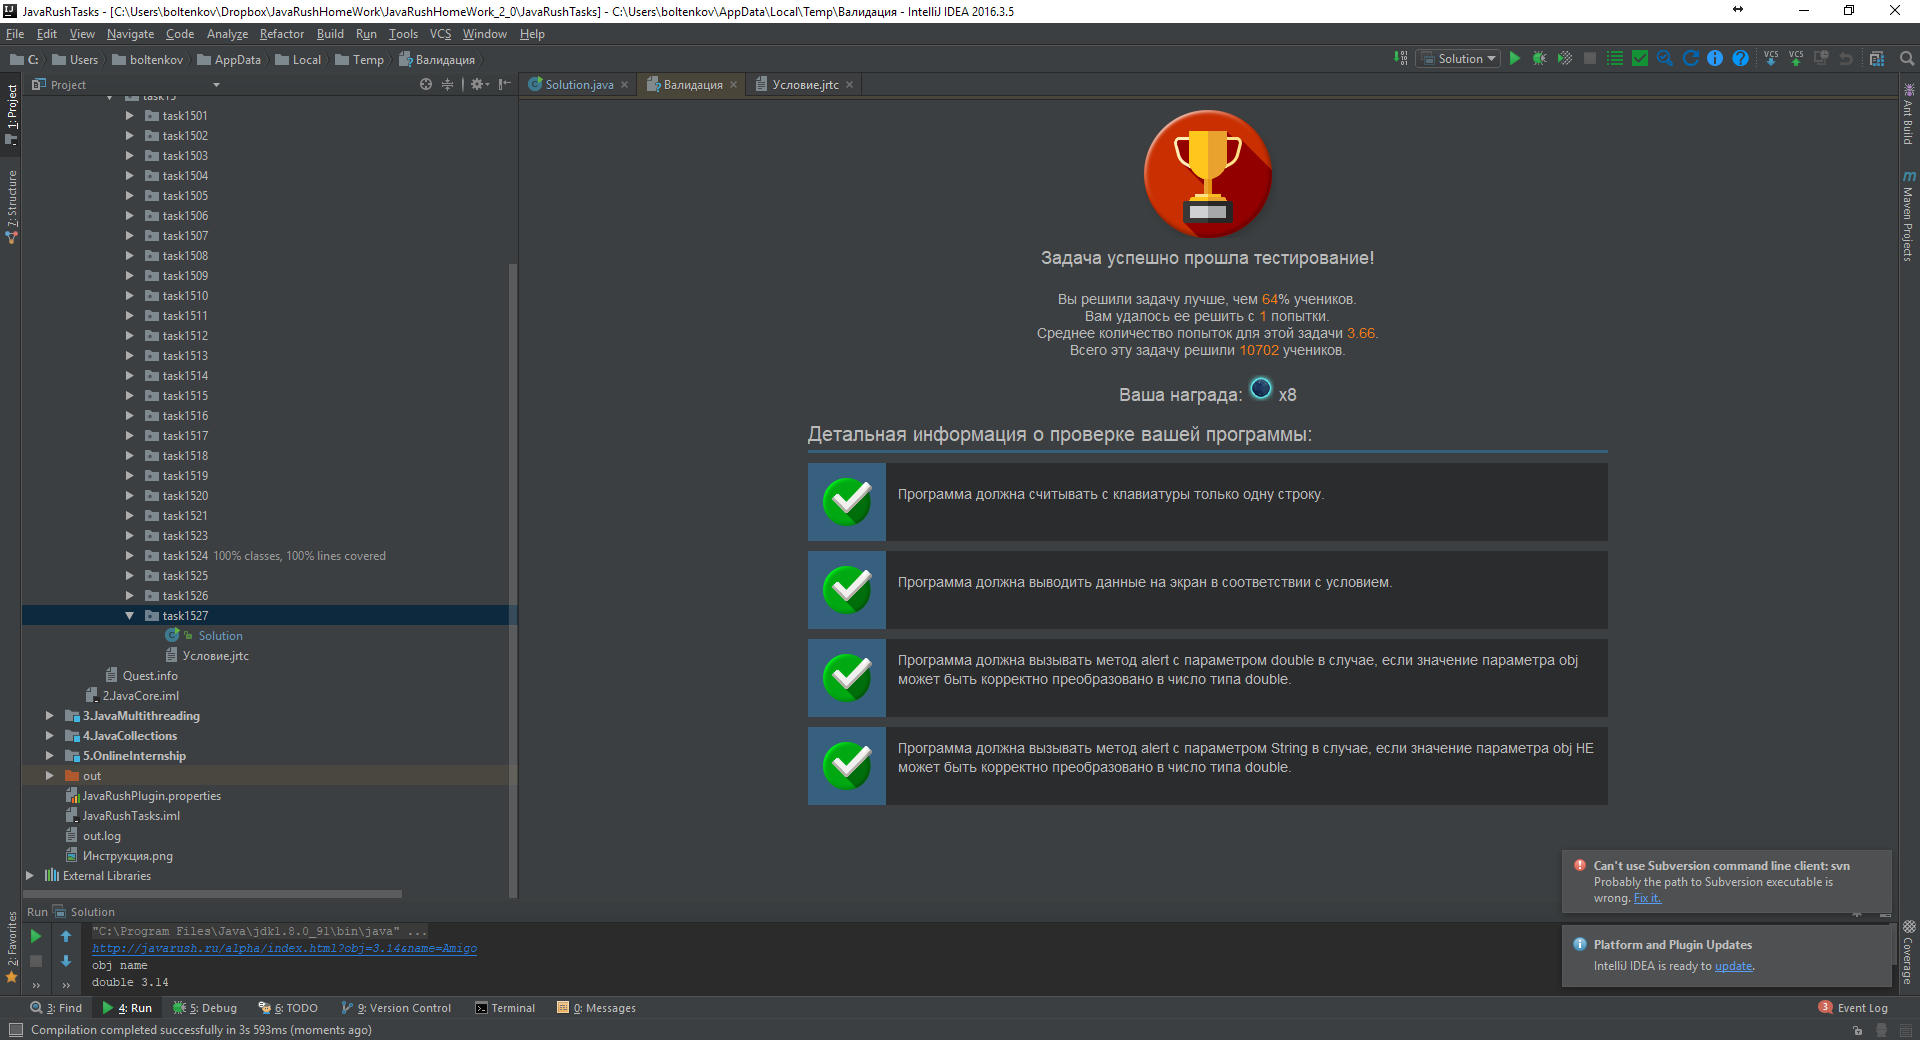 JavaRushTasks - [C:\Users\boltenkov\Dropbox\JavaRushHomeWork\JavaRushHomeWork_2_0\JavaRushTasks] - C:\Users\boltenkov\AppData\Local\Temp\Валидация - IntelliJ IDEA 2016.3.5
File Edit View Navigate Code Analyze Refactor Build Run Tools VCS Window Help
C: Users boltenkov AppData Local Temp Валидация
Solution
VCS VCS
Project
Solution.java Валидация Условие.jrtc
1: Project
7: Structure
2: Favorites
task15
task1501
task1502
task1503
task1504
task1505
task1506
task1507
task1508
task1509
task1510
task1511
task1512
task1513
task1514
task1515
task1516
task1517
task1518
task1519
task1520
task1521
task1523
task1524 100% classes, 100% lines covered
task1525
task1526
task1527
Solution
Условие.jrtc
Quest.info
2.JavaCore.iml
3.JavaMultithreading
4.JavaCollections
5.OnlineInternship
out
JavaRushPlugin.properties
JavaRushTasks.iml
out.log
Инструкция.png
External Libraries
Задача успешно прошла тестирование!
Вы решили задачу лучше, чем 64% учеников.
Вам удалось ее решить с 1 попытки.
Среднее количество попыток для этой задачи 3.66.
Всего эту задачу решили 10702 учеников.
Ваша награда: x8
Детальная информация о проверке вашей программы:
Программа должна считывать с клавиатуры только одну строку.
Программа должна выводить данные на экран в соответствии с условием.
Программа должна вызывать метод alert с параметром double в случае, если значение параметра obj
может быть корректно преобразовано в число типа double.
Программа должна вызывать метод alert с параметром String в случае, если значение параметра obj НЕ
может быть корректно преобразовано в число типа double.
Ant Build
Maven Projects
Coverage
Can't use Subversion command line client: svn
Probably the path to Subversion executable is
wrong. Fix it.
Platform and Plugin Updates
IntelliJ IDEA is ready to update.
Run Solution
"C:\Program Files\Java\jdk1.8.0_91\bin\java" ...
http://javarush.ru/alpha/index.html?obj=3.14&name=Amigo
obj name
double 3.14
3: Find 4: Run 5: Debug 6: TODO 9: Version Control Terminal 0: Messages
3 Event Log
Compilation completed successfully in 3s 593ms (moments ago)